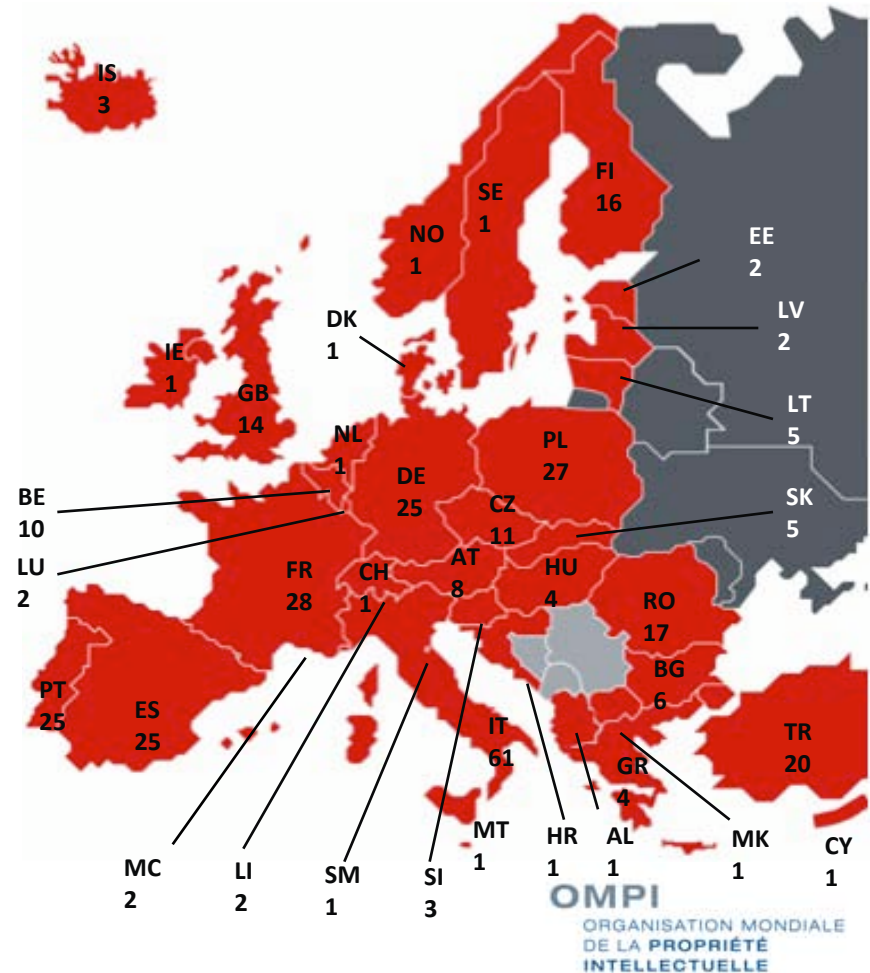 IS
3
FI
16
SE
1
NO
1
EE
2
DK
1
LV
2
IE
1
GB
14
LT
5
NL
1
PL
27
DE
25
BE
10
CZ
11
SK
5
LU
2
FR
28
CH
1
AT
8
HU
4
RO
17
PT
25
ES
25
BG
6
IT
61
TR
20
GR
4
MC
2
LI
2
SM
1
SI
3
MT
1
HR
1
AL
1
MK
1
CY
1
OMPI
ORGANISATION MONDIALE
DE LA PROPRIÉTÉ
INTELLECTUELLE